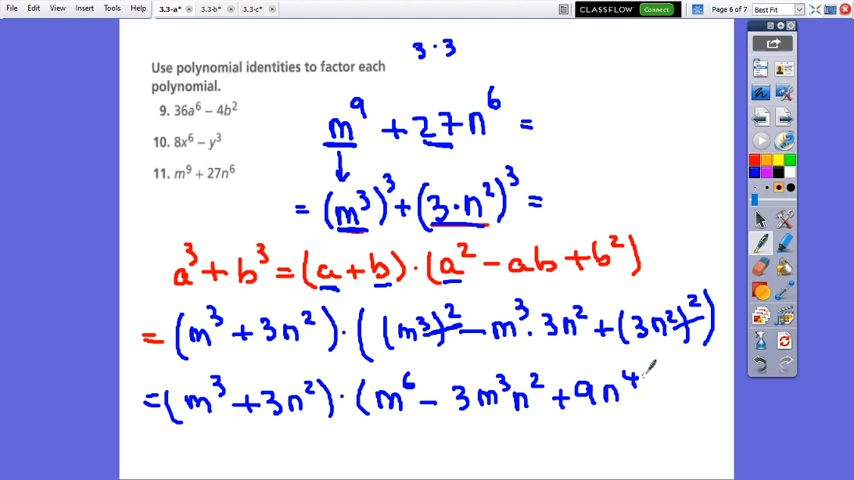 File Edit View Insert Tools Help 3.3-a* 3.3-b* 3.3-c* CLASSFLOW Connect Page 6 of 7 Best Fit
3 · 3
Use polynomial identities to factor each
polynomial.
9. 36a⁶ – 4b²
10. 8x⁶ – y³
11. m⁹ + 27n⁶
m⁹ + 27n⁶ =
= (m³)³ + (3·n²)³ =
a³ + b³ = (a + b) · (a² – ab + b²)
= (m³ + 3n²) · ((m³)² – m³ · 3n² + (3n²)²)
= (m³ + 3n²) · (m⁶ – 3m³n² + 9n⁴